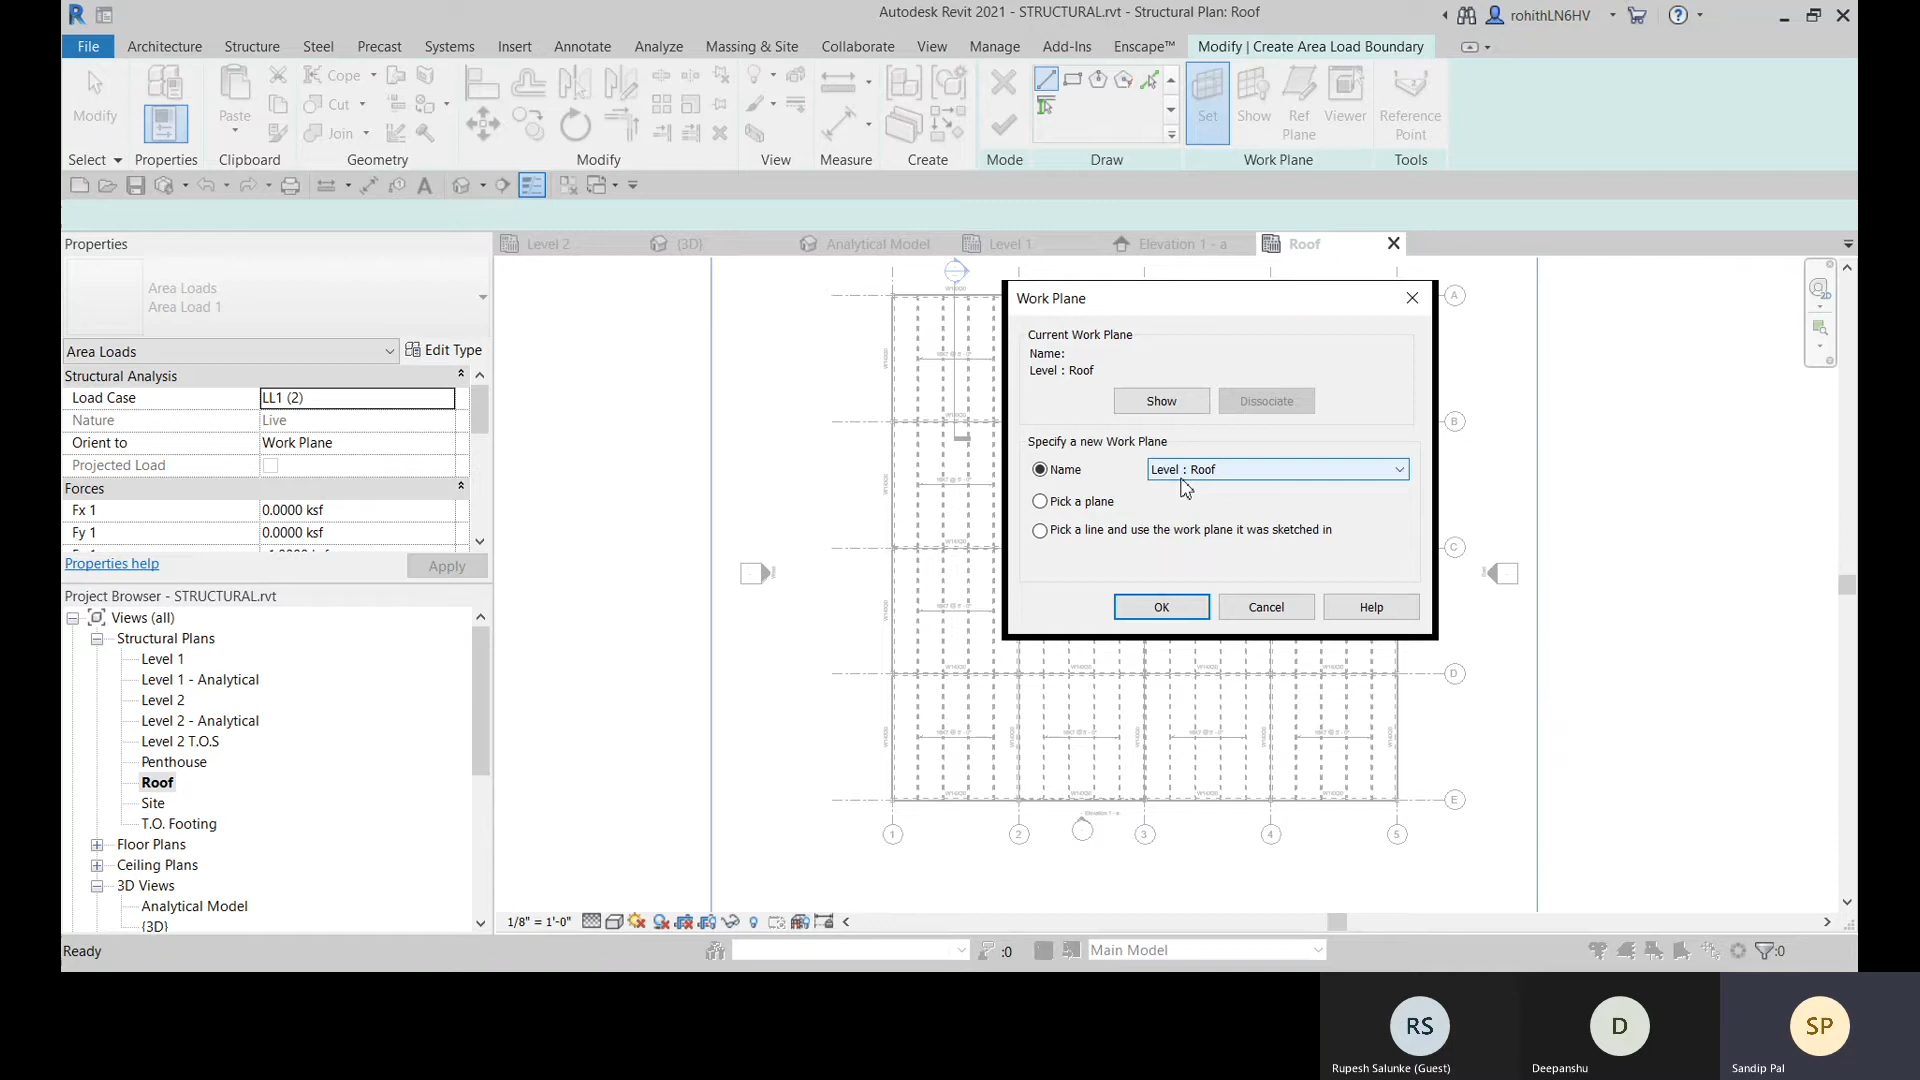 Autodesk Revit 2021 - STRUCTURAL.rvt - Structural Plan: Roof
rohithLN6HV
File Architecture Structure Steel Precast Systems Insert Annotate Analyze Massing & Site Collaborate View Manage Add-Ins Enscape™ Modify | Create Area Load Boundary
Cope
Cut
Join
Modify
Paste
Set Show Ref Plane Viewer Reference Point
Select Properties Clipboard Geometry Modify View Measure Create Mode Draw Work Plane Tools
Properties
Level 2 {3D} Analytical Model Level 1 Elevation 1 - a Roof
Area Loads
Area Load 1
Area Loads
Edit Type
Structural Analysis
Load Case LL1 (2)
Nature Live
Orient to Work Plane
Projected Load
Forces
Fx 1 0.0000 ksf
Fy 1 0.0000 ksf
Properties help
Apply
Project Browser - STRUCTURAL.rvt
Views (all)
Structural Plans
Level 1
Level 1 - Analytical
Level 2
Level 2 - Analytical
Level 2 T.O.S
Penthouse
Roof
Site
T.O. Footing
Floor Plans
Ceiling Plans
3D Views
Analytical Model
{3D}
Work Plane
Current Work Plane
Name:
Level : Roof
Show
Dissociate
Specify a new Work Plane
Name
Level : Roof
Pick a plane
Pick a line and use the work plane it was sketched in
OK
Cancel
Help
A
B
C
D
E
1 2 3 4 5
1/8" = 1'-0"
Ready
:0
Main Model
:0
RS
D
SP
Rupesh Salunke (Guest)
Deepanshu
Sandip Pal